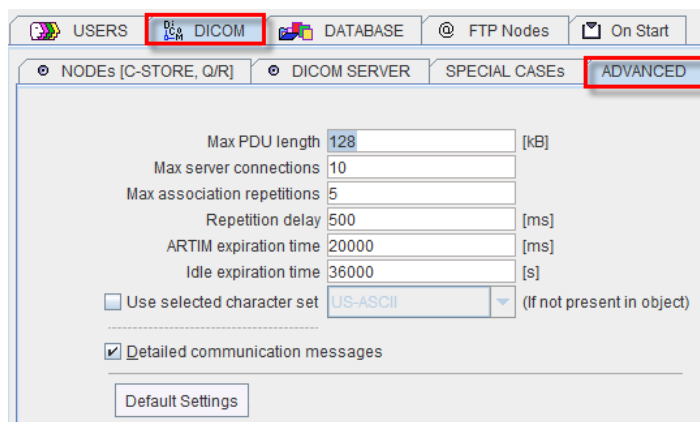 USERS DICOM DATABASE @ FTP Nodes On Start
NODEs [C-STORE, Q/R] DICOM SERVER SPECIAL CASEs ADVANCED
Max PDU length 128 [kB]
Max server connections 10
Max association repetitions 5
Repetition delay 500 [ms]
ARTIM expiration time 20000 [ms]
Idle expiration time 36000 [s]
Use selected character set US-ASCII (If not present in object)
Detailed communication messages
Default Settings